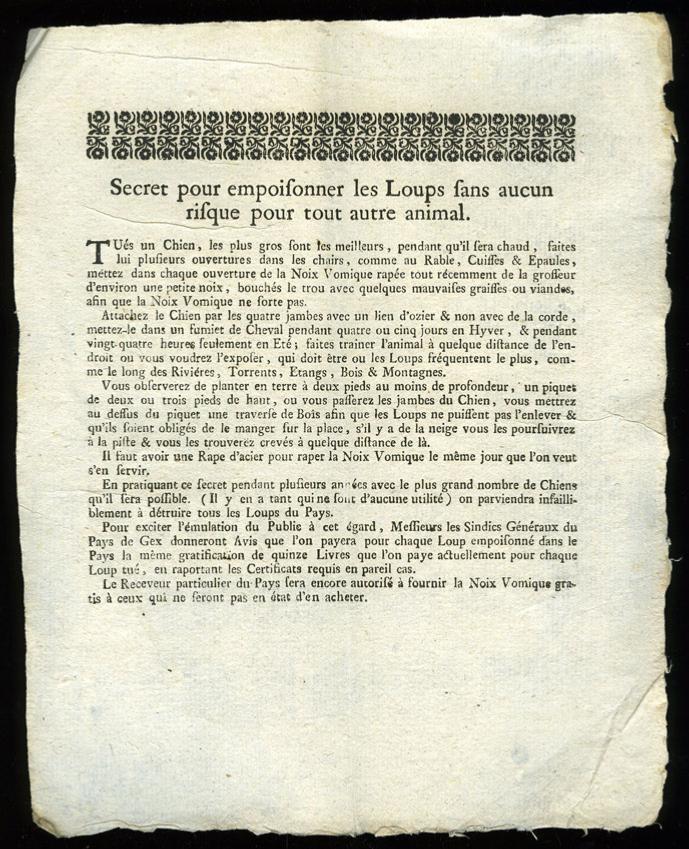 Secret pour empoiſonner les Loups ſans aucun
riſque pour tout autre animal.
TUés un Chien, les plus gros ſont les meilleurs, pendant qu'il ſera chaud, faites
lui pluſieurs ouvertures dans les chairs, comme au Rable, Cuiſſes & Epaules,
mettez dans chaque ouverture de la Noix Vomique rapée tout récemment de la groſſeur
d'environ une petite noix, bouchés le trou avec quelques mauvaiſes graiſſes ou viandes,
afin que la Noix Vomique ne ſorte pas.
Attachez le Chien par les quatre jambes avec un lien d'ozier & non avec de la corde,
mettez-le dans un fumiet de Cheval pendant quatre ou cinq jours en Hyver, & pendant
vingt-quatre heures ſeulement en Eté; faites trainer l'animal à quelque diſtance de l'en-
droit ou vous voudrez l'expoſer, qui doit être ou les Loups fréquentent le plus, com-
me le long des Riviéres, Torrents, Etangs, Bois & Montagnes.
Vous obſerverez de planter en terre à deux pieds au moins de profondeur, un piquet
de deux ou trois pieds de haut, ou vous paſſerez les jambes du Chien, vous mettrez
au deſſus du piquet une traverſe de Bois afin que les Loups ne puiſſent pas l'enlever &
qu'ils ſoient obligés de le manger ſur la place, s'il y a de la neige vous les pourſuivrez
à la piſte & vous les trouverez crevés à quelque diſtance de là.
Il faut avoir une Rape d'acier pour raper la Noix Vomique le même jour que l'on veut
s'en ſervir.
En pratiquant ce ſecret pendant pluſieurs années avec le plus grand nombre de Chiens
qu'il ſera poſſible. (Il y en a tant qui ne ſont d'aucune utilité) on parviendra infailli-
blement à détruire tous les Loups du Pays.
Pour exciter l'émulation du Public à cet égard, Meſſieurs les Sindics Généraux du
Pays de Gex donneront Avis que l'on payera pour chaque Loup empoiſonné dans le
Pays la même gratification de quinze Livres que l'on paye actuellement pour chaque
Loup tué, en raportant les Certificats requis en pareil cas.
Le Receveur particulier du Pays ſera encore autoriſé à fournir la Noix Vomique gra-
tis à ceux qui ne ſeront pas en état d'en acheter.